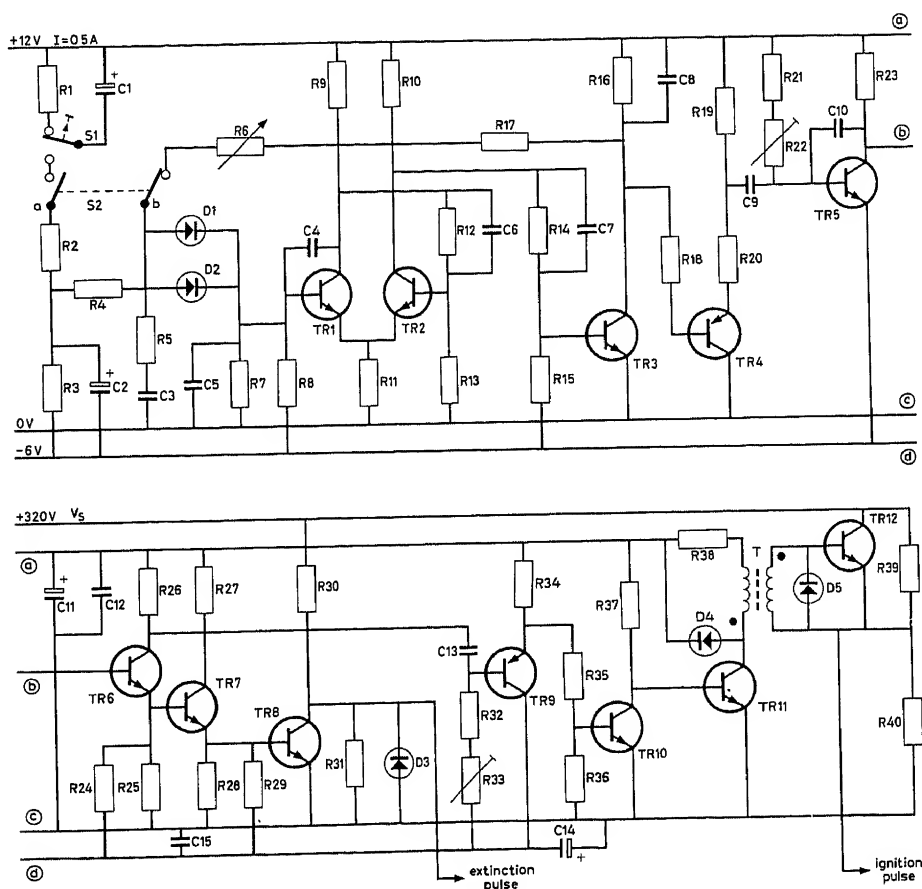 ⓐ
+12V I=05A
R1
C1
S1
R9
R10
R16
C8
R19
R21
R23
C10
ⓑ
R6
R17
R22
a
S2
b
D1
C9
TR5
R2
C4
R12
C6
R14
C7
D2
R4
R18
R20
TR1
TR2
R5
TR3
TR4
R3
C2
C5
R7
R8
R11
R13
R15
C3
0V
ⓒ
-6V
ⓓ
+320V Vs
TR12
ⓐ
R38
T
C11
C12
R26
R27
R30
R34
R37
D5
R39
D4
C13
ⓑ
TR6
TR7
TR8
TR9
R35
TR11
R32
R40
TR10
R24
R25
R28
R29
R31
D3
R33
R36
ⓒ
C15
C14
+
ⓓ
extinction
pulse
ignition
pulse